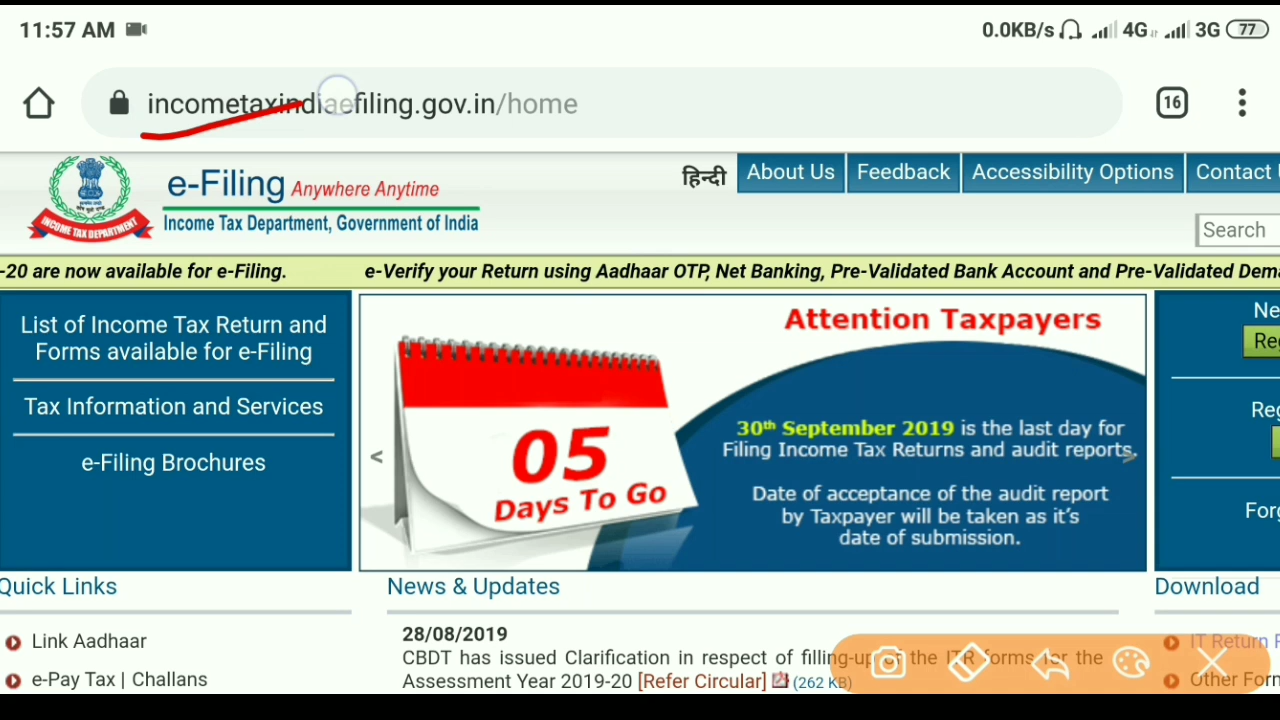 11:57 AM
0.0KB/s 4G 3G 77
incometaxindiaefiling.gov.in/home
16
e-Filing Anywhere Anytime
Income Tax Department, Government of India
INCOME TAX DEPARTMENT
हिन्दी About Us Feedback Accessibility Options Contact
Search
-20 are now available for e-Filing. e-Verify your Return using Aadhaar OTP, Net Banking, Pre-Validated Bank Account and Pre-Validated Dema
List of Income Tax Return and
Forms available for e-Filing
Tax Information and Services
e-Filing Brochures
<
Attention Taxpayers
05
Days To Go
30th September 2019 is the last day for
Filing Income Tax Returns and audit reports.
Date of acceptance of the audit report
by Taxpayer will be taken as it's
date of submission.
>
Ne
Reg
Reg
Forg
Quick Links
Link Aadhaar
e-Pay Tax | Challans
News & Updates
28/08/2019
CBDT has issued Clarification in respect of filling-up of the ITR forms for the
Assessment Year 2019-20 [Refer Circular] (262 KB)
Download
IT Return
Other Form